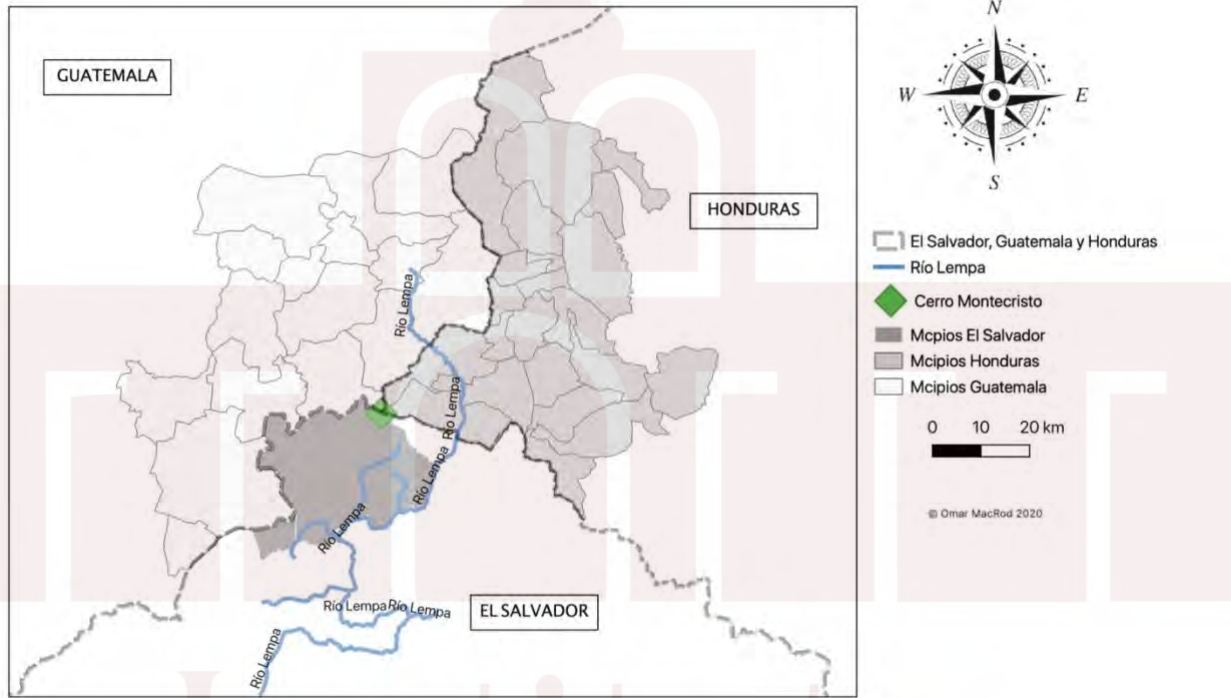 GUATEMALA
HONDURAS
EL SALVADOR
Río Lempa
Río Lempa
Río Lempa
Río Lempa
Río Lempa
Río Lempa
Río Lempa
N
W
E
S
El Salvador, Guatemala y Honduras
Río Lempa
Cerro Montecristo
Mcpios El Salvador
Mcipios Honduras
Mcipios Guatemala
0 10 20 km
© Omar MacRod 2020